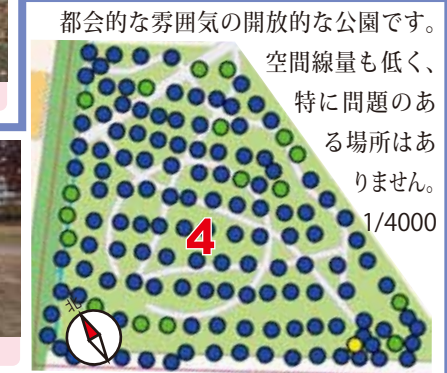 都会的な雰囲気の開放的な公園です。
空間線量も低く、
特に問題のあ
る場所はあ
りません。
1/4000
4
北